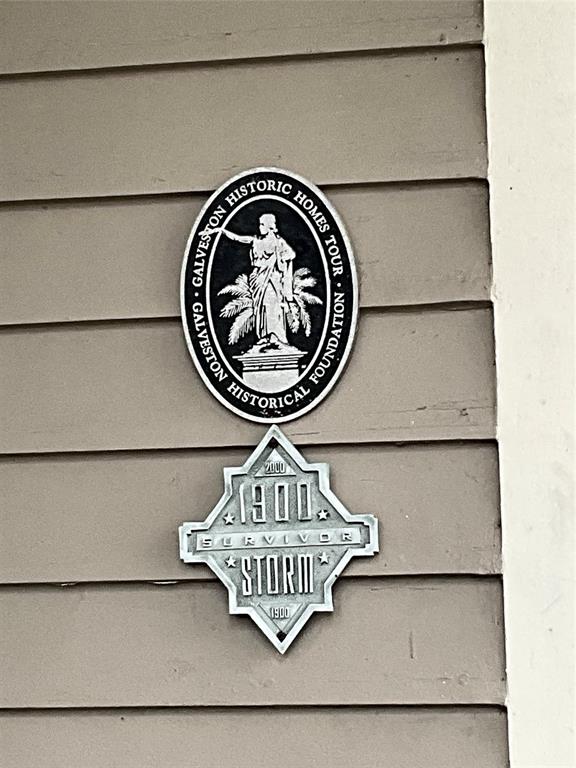 · GALVESTON HISTORIC HOMES TOUR ·
GALVESTON HISTORICAL FOUNDATION
2000
1900
SURVIVOR
STORM
1900